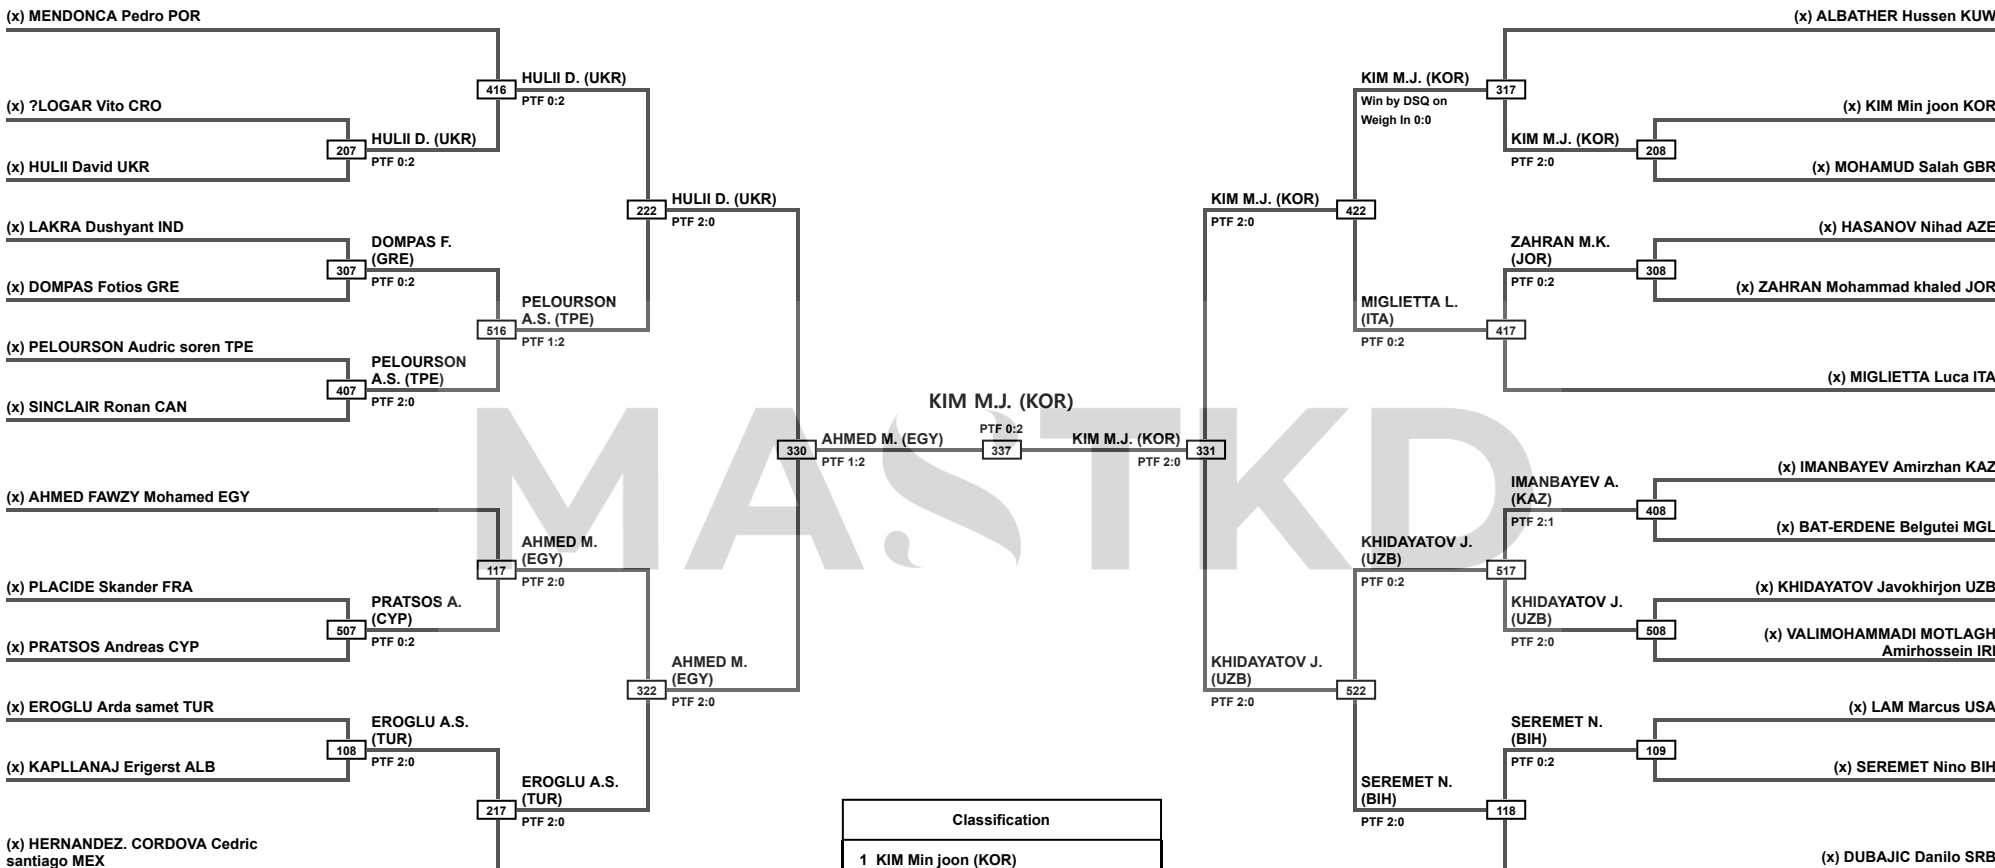 (x) MENDONCA Pedro POR
(x) ?LOGAR Vito CRO
(x) HULII David UKR
(x) LAKRA Dushyant IND
(x) DOMPAS Fotios GRE
(x) PELOURSON Audric soren TPE
(x) SINCLAIR Ronan CAN
(x) AHMED FAWZY Mohamed EGY
(x) PLACIDE Skander FRA
(x) PRATSOS Andreas CYP
(x) EROGLU Arda samet TUR
(x) KAPLLANAJ Erigerst ALB
(x) HERNANDEZ. CORDOVA Cedric
santiago MEX
207
HULII D. (UKR)
PTF 0:2
307
DOMPAS F.
(GRE)
PTF 0:2
407
PELOURSON
A.S. (TPE)
PTF 2:0
507
PRATSOS A.
(CYP)
PTF 0:2
108
EROGLU A.S.
(TUR)
PTF 2:0
416
HULII D. (UKR)
PTF 0:2
516
PELOURSON
A.S. (TPE)
PTF 1:2
117
AHMED M.
(EGY)
PTF 2:0
217
EROGLU A.S.
(TUR)
PTF 2:0
222
HULII D. (UKR)
PTF 2:0
322
AHMED M.
(EGY)
PTF 2:0
330
AHMED M. (EGY)
PTF 1:2
KIM M.J. (KOR)
PTF 0:2
337
KIM M.J. (KOR)
PTF 2:0
331
MASTKD
Classification
1 KIM Min joon (KOR)
KIM M.J. (KOR)
PTF 2:0
422
KHIDAYATOV J.
(UZB)
PTF 2:0
522
KIM M.J. (KOR)
Win by DSQ on
Weigh In 0:0
317
MIGLIETTA L.
(ITA)
PTF 0:2
417
KHIDAYATOV J.
(UZB)
PTF 0:2
517
SEREMET N.
(BIH)
PTF 2:0
118
KIM M.J. (KOR)
PTF 2:0
208
ZAHRAN M.K.
(JOR)
PTF 0:2
308
IMANBAYEV A.
(KAZ)
PTF 2:1
408
KHIDAYATOV J.
(UZB)
PTF 2:0
508
SEREMET N.
(BIH)
PTF 0:2
109
(x) ALBATHER Hussen KUW
(x) KIM Min joon KOR
(x) MOHAMUD Salah GBR
(x) HASANOV Nihad AZE
(x) ZAHRAN Mohammad khaled JOR
(x) MIGLIETTA Luca ITA
(x) IMANBAYEV Amirzhan KAZ
(x) BAT-ERDENE Belgutei MGL
(x) KHIDAYATOV Javokhirjon UZB
(x) VALIMOHAMMADI MOTLAGH
Amirhossein IRI
(x) LAM Marcus USA
(x) SEREMET Nino BIH
(x) DUBAJIC Danilo SRB